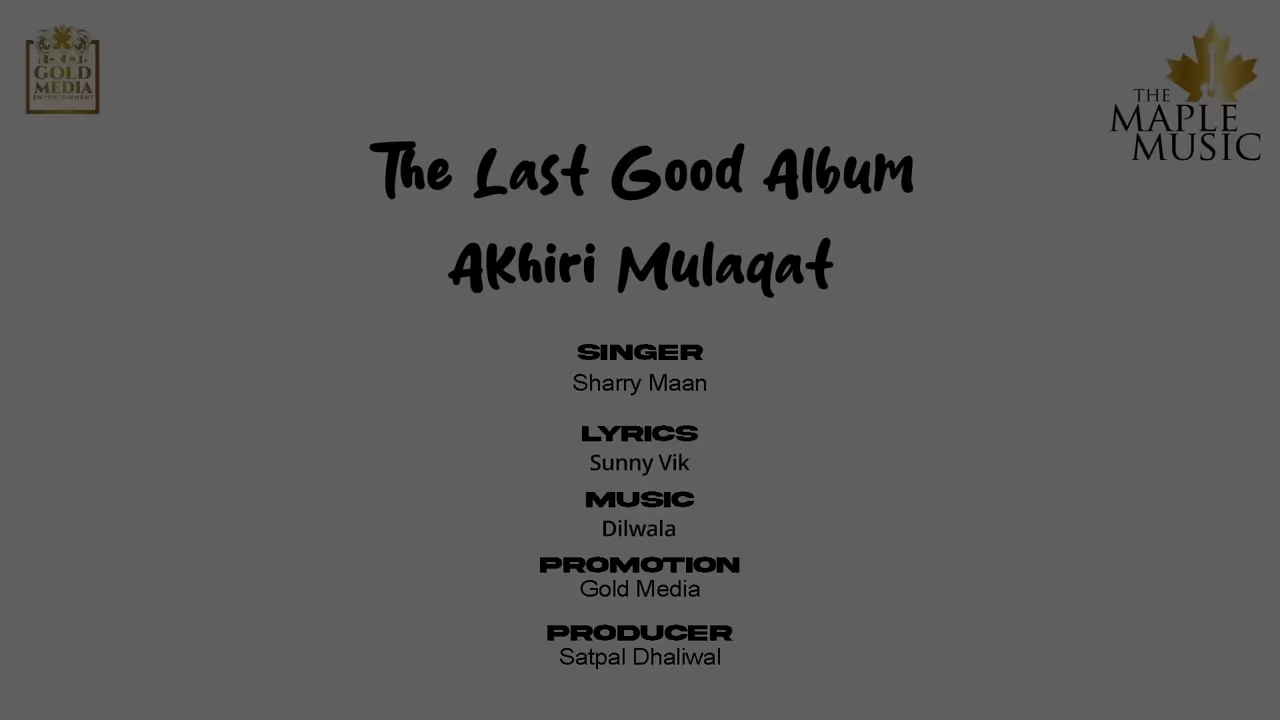 GOLD
MEDIA
ENTERTAINMENT
THE
MAPLE
MUSIC
The Last Good Album
Akhiri Mulaqat
SINGER
Sharry Maan
LYRICS
Sunny Vik
MUSIC
Dilwala
PROMOTION
Gold Media
PRODUCER
Satpal Dhaliwal